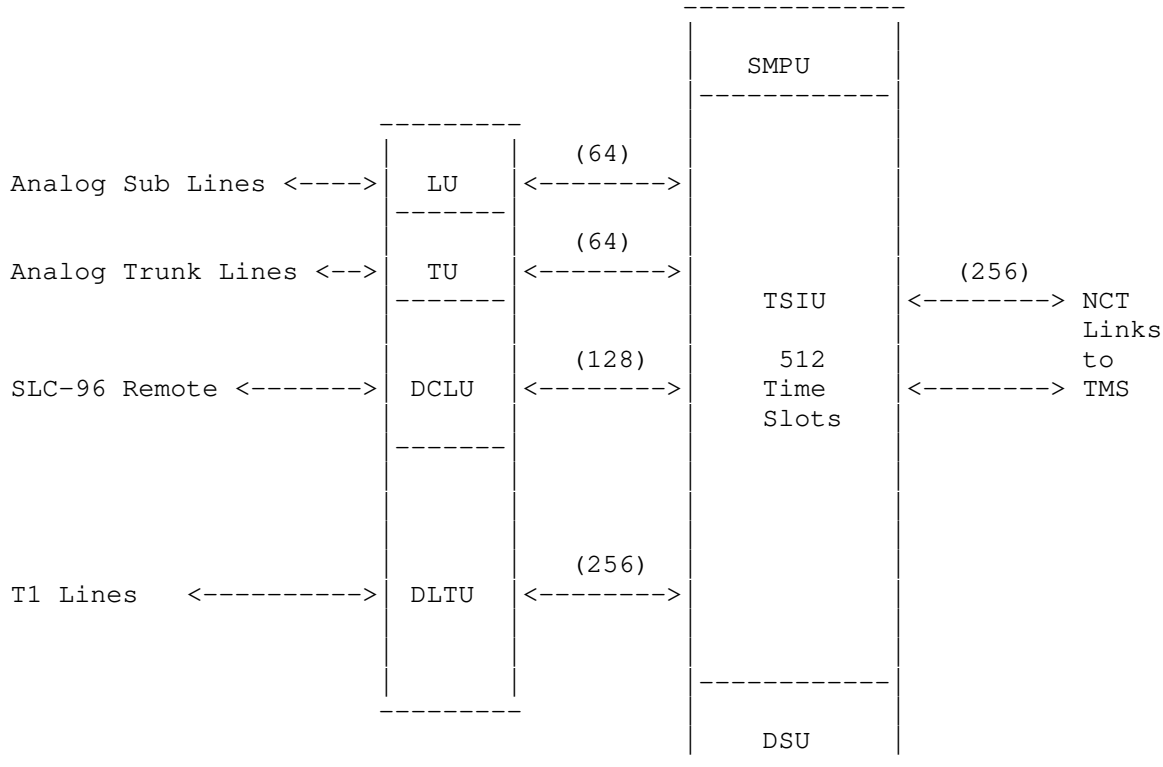 SMPU
(64)
Analog Sub Lines <----> LU <-------->
(64)
Analog Trunk Lines <--> TU <--------> (256)
TSIU <--------> NCT
Links
(128) 512 to
SLC-96 Remote <-------> DCLU <--------> Time <--------> TMS
Slots
(256)
T1 Lines <----------> DLTU <-------->
DSU